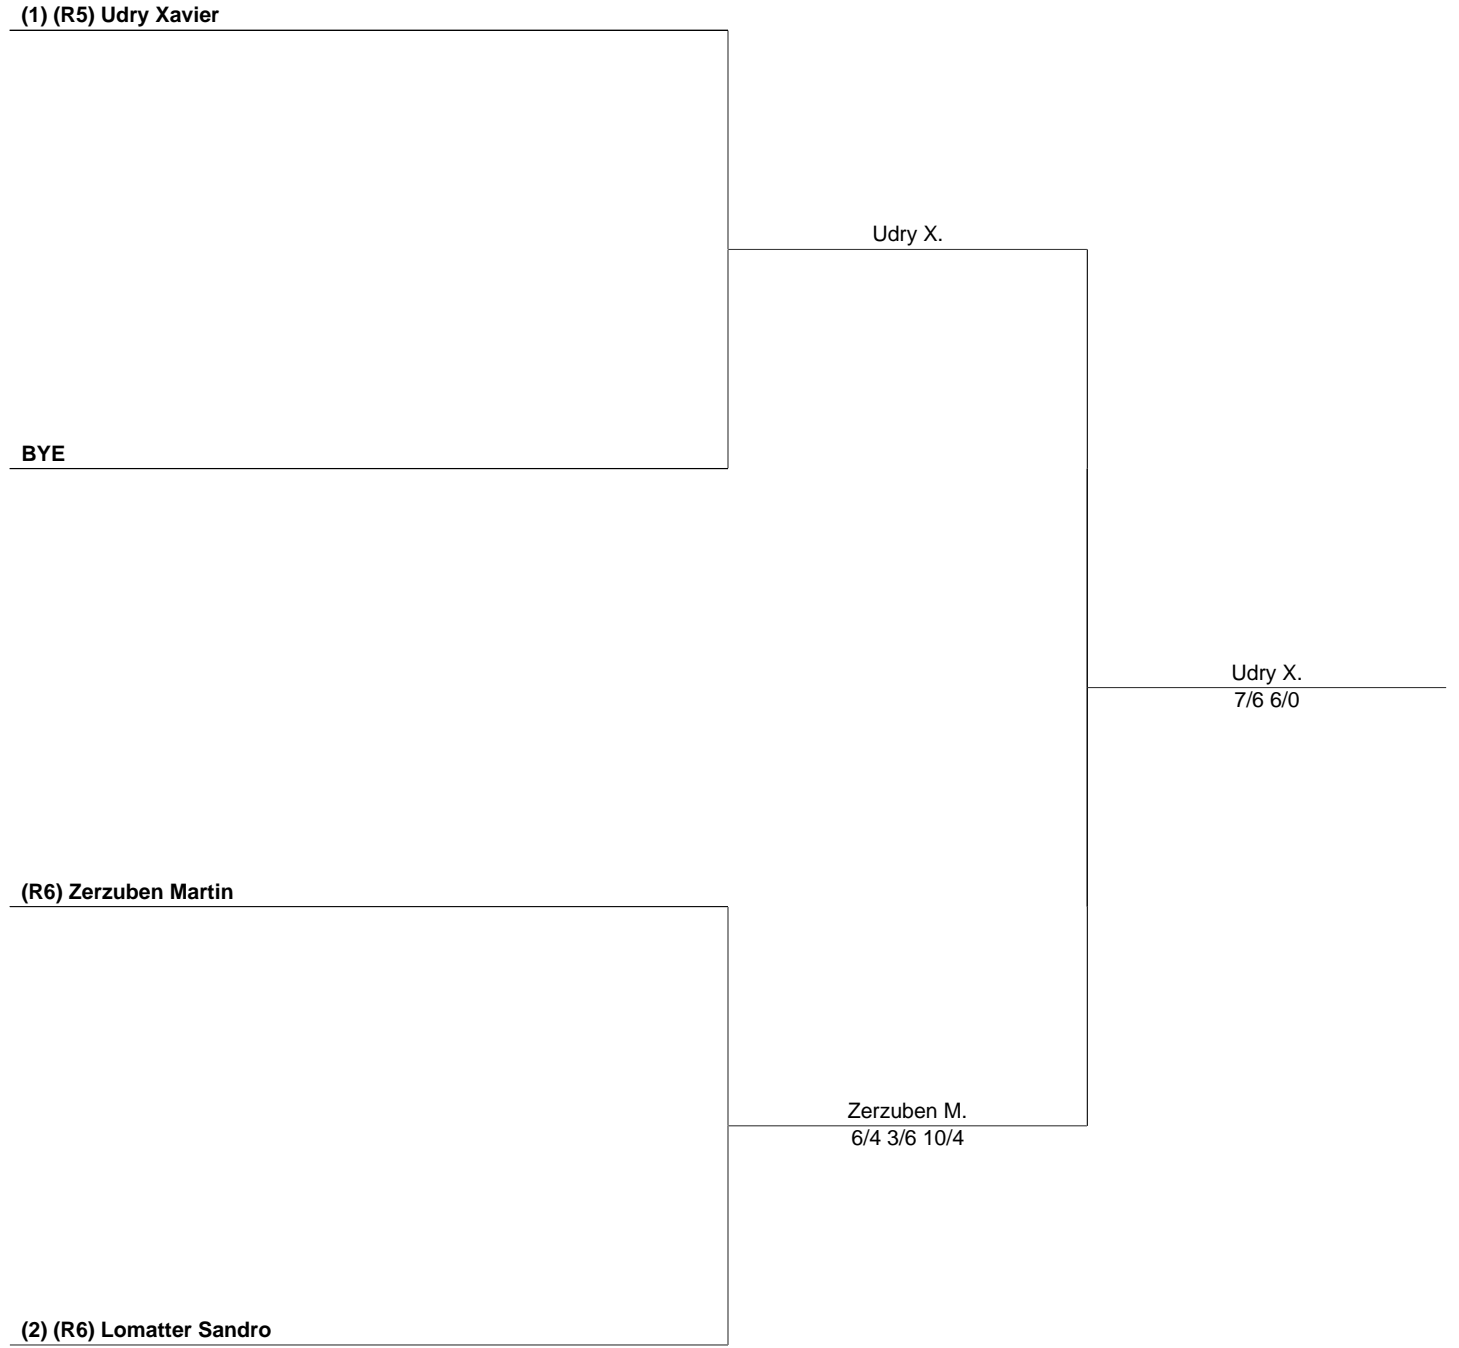 (1) (R5) Udry Xavier
Udry X.
BYE
Udry X.
7/6 6/0
(R6) Zerzuben Martin
Zerzuben M.
6/4 3/6 10/4
(2) (R6) Lomatter Sandro